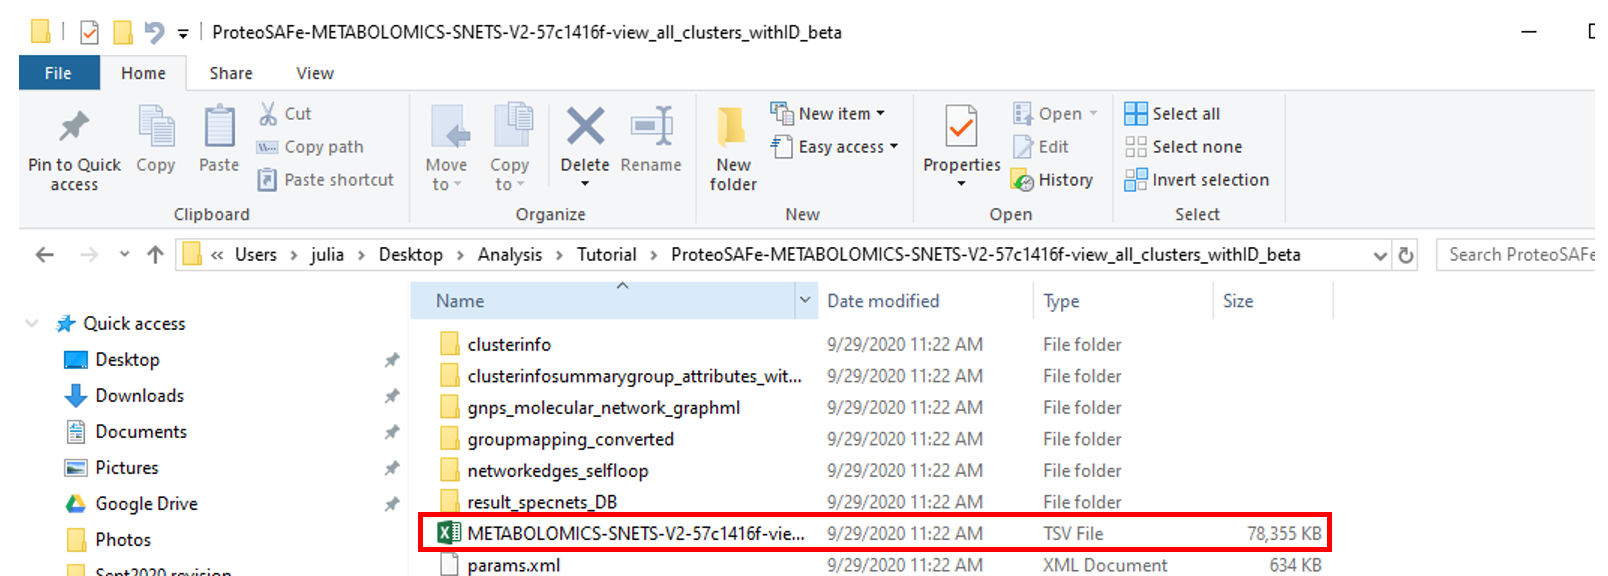 ProteoSAFe-METABOLOMICS-SNETS-V2-57c1416f-view_all_clusters_withID_beta
File Home Share View
Pin to Quick access
Copy
Paste
Cut
Copy path
Paste shortcut
Clipboard
Move to
Copy to
Delete
Rename
Organize
New folder
New item
Easy access
New
Properties
Open
Edit
History
Open
Select all
Select none
Invert selection
Select
« Users > julia > Desktop > Analysis > Tutorial > ProteoSAFe-METABOLOMICS-SNETS-V2-57c1416f-view_all_clusters_withID_beta
Search ProteoSAFe
Quick access
Desktop
Downloads
Documents
Pictures
Google Drive
Photos
Sept2020 revision
Name Date modified Type Size
clusterinfo 9/29/2020 11:22 AM File folder
clusterinfosummarygroup_attributes_wit... 9/29/2020 11:22 AM File folder
gnps_molecular_network_graphml 9/29/2020 11:22 AM File folder
groupmapping_converted 9/29/2020 11:22 AM File folder
networkedges_selfloop 9/29/2020 11:22 AM File folder
result_specnets_DB 9/29/2020 11:22 AM File folder
METABOLOMICS-SNETS-V2-57c1416f-vie... 9/29/2020 11:22 AM TSV File 78,355 KB
params.xml 9/29/2020 11:22 AM XML Document 634 KB